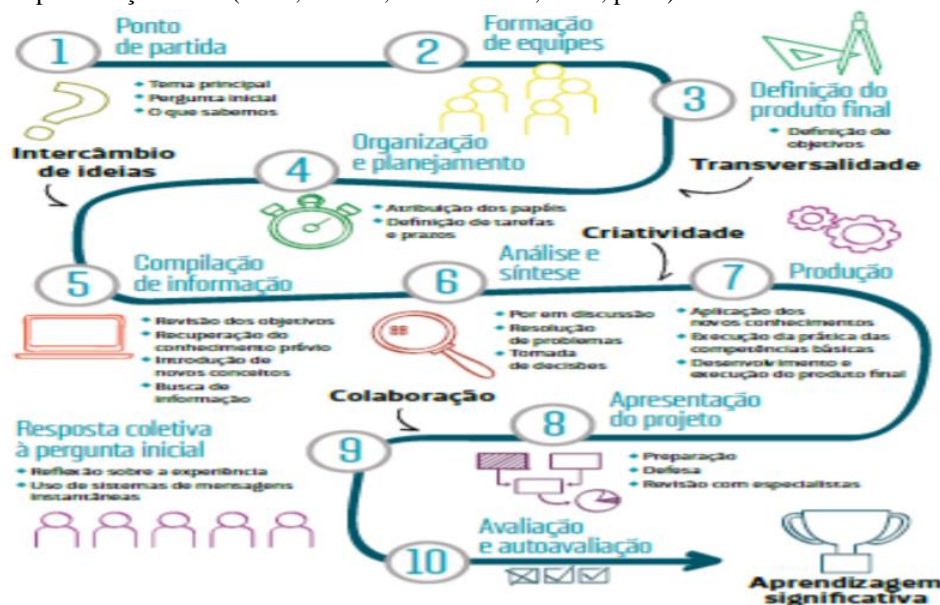 1
Ponto
de partida
• Tema principal
• Pergunta inicial
• O que sabemos
2
Formação
de equipes
3
Definição do
produto final
• Definição de
objetivos
Intercâmbio
de ideias
4
Organização
e planejamento
• Atribuição dos papéis
• Definição de tarefas
e prazos
Transversalidade
Criatividade
5
Compilação
de informação
• Revisão dos objetivos
• Recuperação do
conhecimento prévio
• Introdução de
novos conceitos
• Busca de
informação
6
Análise e
síntese
• Por em discussão
• Resolução
de problemas
• Tomada
de decisões
7
Produção
• Aplicação dos
novos conhecimentos
• Execução da prática das
competências básicas
• Desenvolvimento e
execução do produto final
Colaboração
8
Apresentação
do projeto
• Preparação
• Defesa
• Revisão com especialistas
9
Resposta coletiva
à pergunta inicial
• Reflexão sobre a experiência
• Uso de sistemas de mensagens
instantâneas
10
Avaliação
e autoavaliação
Aprendizagem
significativa